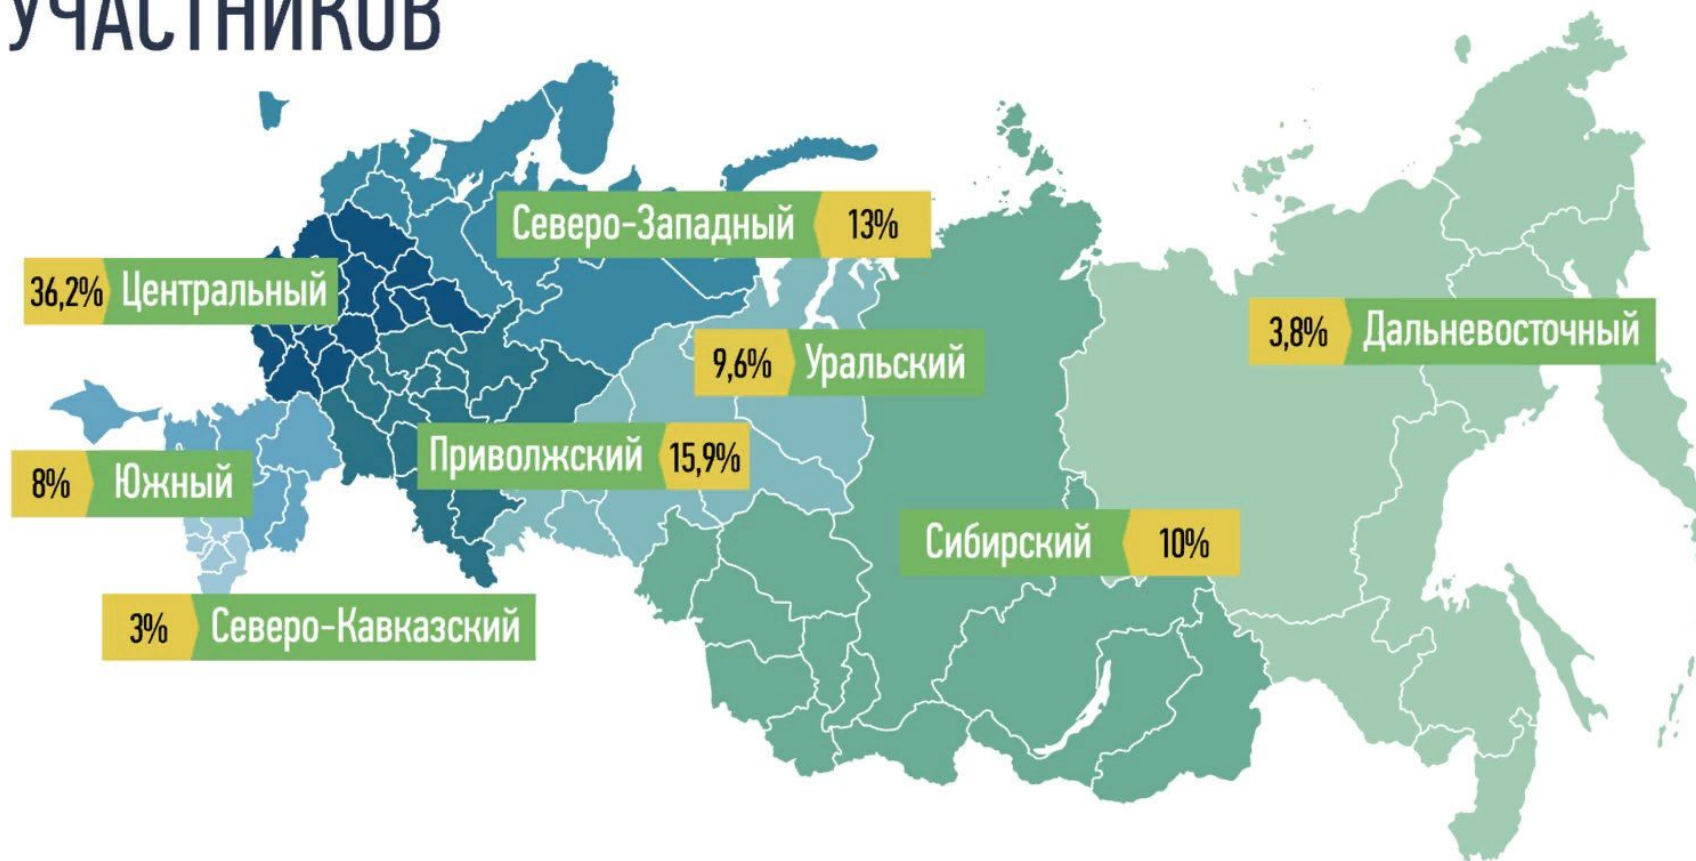 УЧАСТНИКОВ
Северо-Западный 13%
36,2% Центральный
3,8% Дальневосточный
9,6% Уральский
Приволжский 15,9%
8% Южный
Сибирский 10%
3% Северо-Кавказский